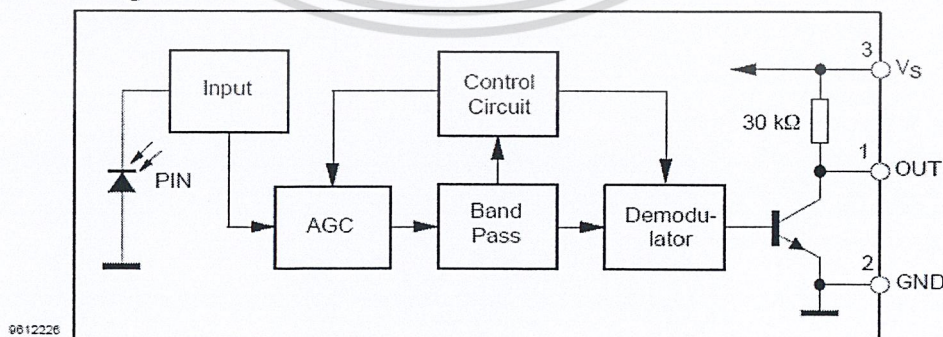 Input
Control
Circuit
3
VS
30 kΩ
1
OUT
PIN
AGC
Band
Pass
Demodu-
lator
2
GND
9612226